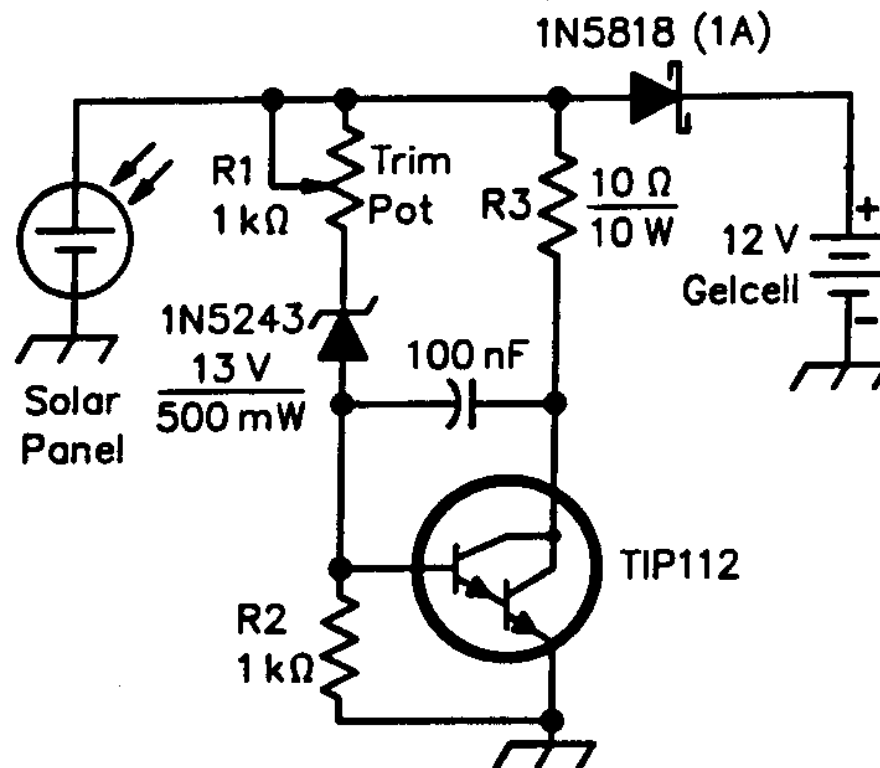 1N5818 (1A)
R1
1 kΩ
Trim
Pot
R3
10 Ω
10 W
12 V
Gelcell
+
-
1N5243
13 V
500 mW
100 nF
Solar
Panel
TIP112
R2
1 kΩ